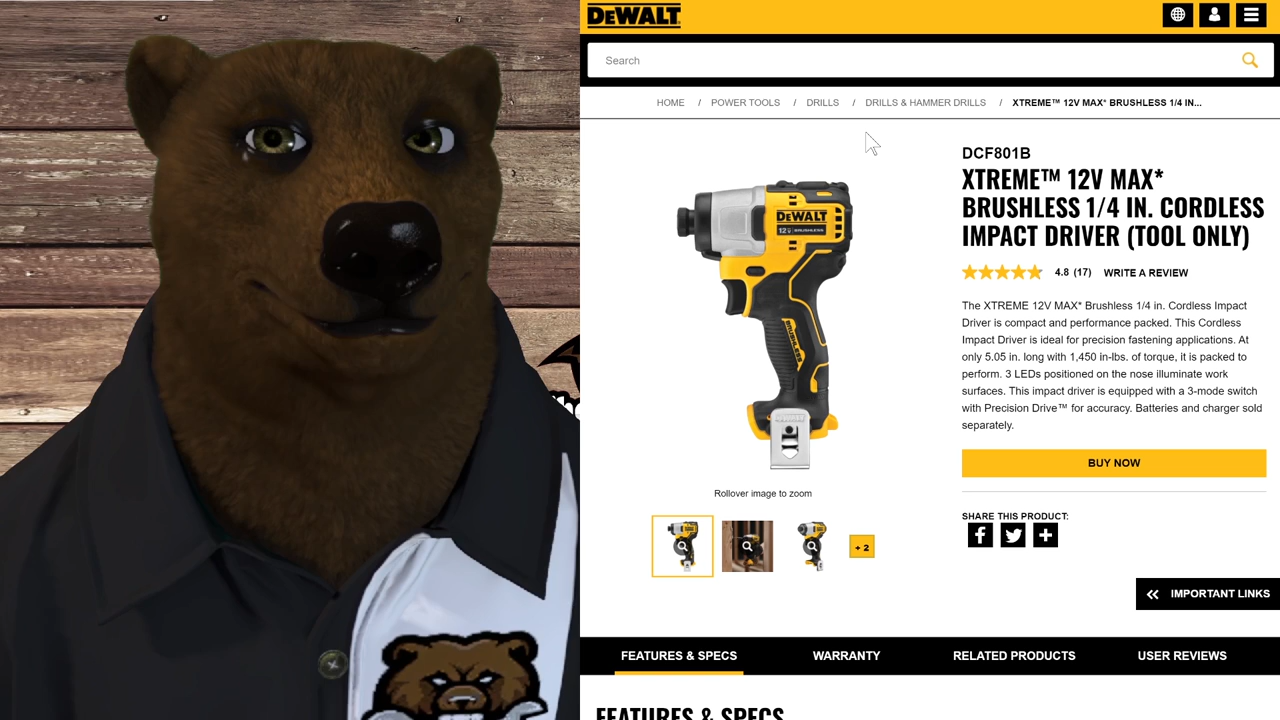 DEWALT
Search
HOME / POWER TOOLS / DRILLS / DRILLS & HAMMER DRILLS / XTREME™ 12V MAX* BRUSHLESS 1/4 IN...
DCF801B
XTREME™ 12V MAX*
BRUSHLESS 1/4 IN. CORDLESS
IMPACT DRIVER (TOOL ONLY)
4.8 (17) WRITE A REVIEW
The XTREME 12V MAX* Brushless 1/4 in. Cordless Impact
Driver is compact and performance packed. This Cordless
Impact Driver is ideal for precision fastening applications. At
only 5.05 in. long with 1,450 in-lbs. of torque, it is packed to
perform. 3 LEDs positioned on the nose illuminate work
surfaces. This impact driver is equipped with a 3-mode switch
with Precision Drive™ for accuracy. Batteries and charger sold
separately.
BUY NOW
SHARE THIS PRODUCT:
DEWALT
12V BRUSHLESS
BRUSHLESS
Rollover image to zoom
+ 2
IMPORTANT LINKS
FEATURES & SPECS
WARRANTY
RELATED PRODUCTS
USER REVIEWS
FEATURES & SPECS